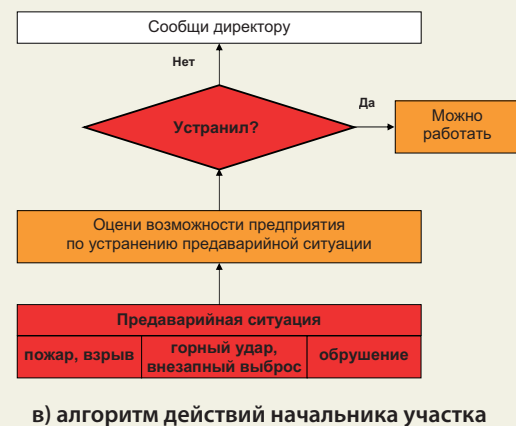 Сообщи директору
Нет
Да
Устранил?
Можно
работать
Оцени возможности предприятия
по устранению предаварийной ситуации
Предаварийная ситуация
пожар, взрыв
горный удар,
внезапный выброс
обрушение
в) алгоритм действий начальника участка